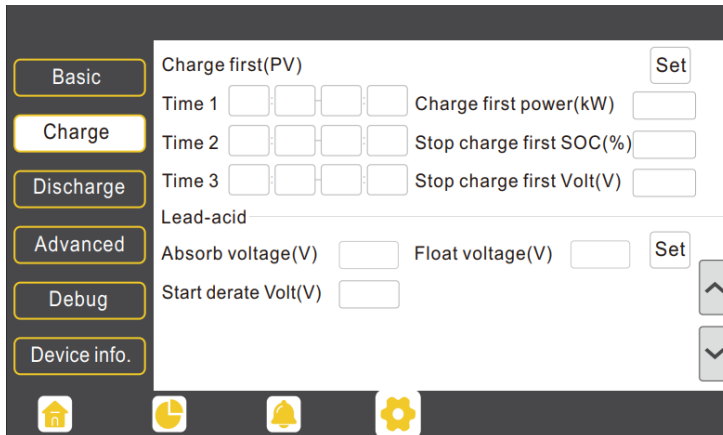 Basic
Charge
Discharge
Advanced
Debug
Device info.
Charge first(PV)
Set
Time 1 : - : Charge first power(kW)
Time 2 : - : Stop charge first SOC(%)
Time 3 : - : Stop charge first Volt(V)
Lead-acid
Absorb voltage(V) Float voltage(V) Set
Start derate Volt(V)